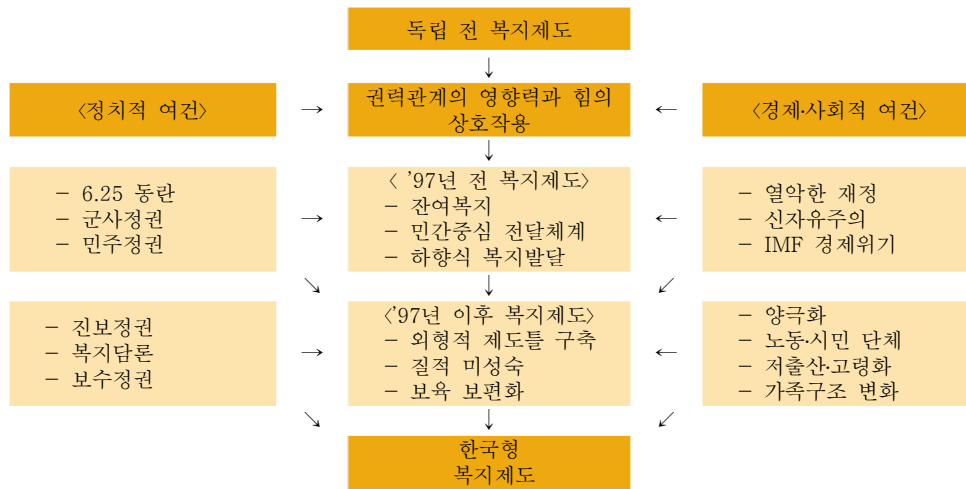 독립 전 복지제도
〈정치적 여건〉
→
권력관계의 영향력과 힘의
상호작용
←
〈경제·사회적 여건〉
− 6.25 동란
− 군사정권
− 민주정권
〈 '97년 전 복지제도〉
− 잔여복지
− 민간중심 전달체계
− 하향식 복지발달
− 열악한 재정
− 신자유주의
− IMF 경제위기
− 진보정권
− 복지담론
− 보수정권
〈'97년 이후 복지제도〉
− 외형적 제도틀 구축
− 질적 미성숙
− 보육 보편화
− 양극화
− 노동·시민 단체
− 저출산·고령화
− 가족구조 변화
한국형
복지제도